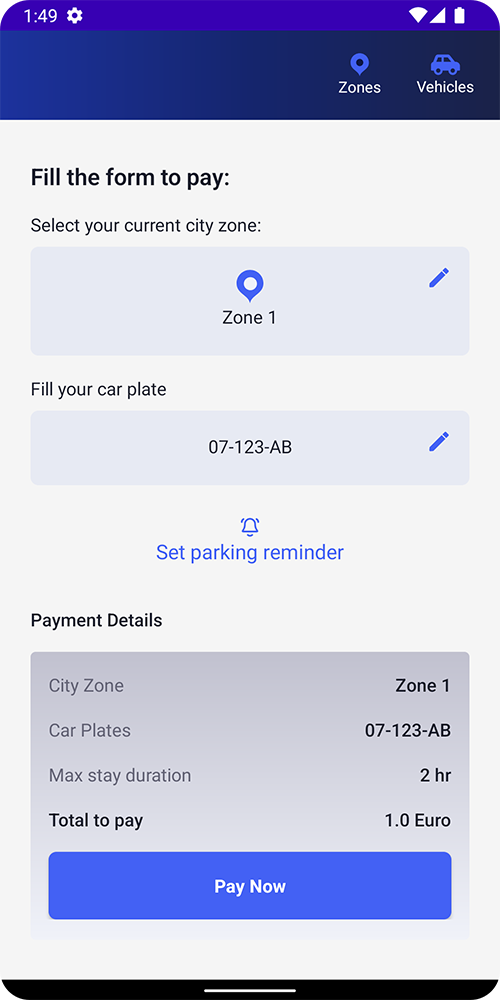 1:49
Zones
Vehicles
Fill the form to pay:
Select your current city zone:
Zone 1
Fill your car plate
07-123-AB
Set parking reminder
Payment Details
City Zone Zone 1
Car Plates 07-123-AB
Max stay duration 2 hr
Total to pay 1.0 Euro
Pay Now